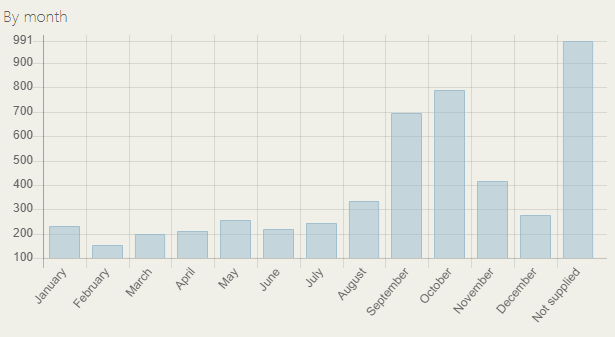 By month
991
900
800
700
600
500
400
300
200
100
January
February
March
April
May
June
July
August
September
October
November
December
Not supplied